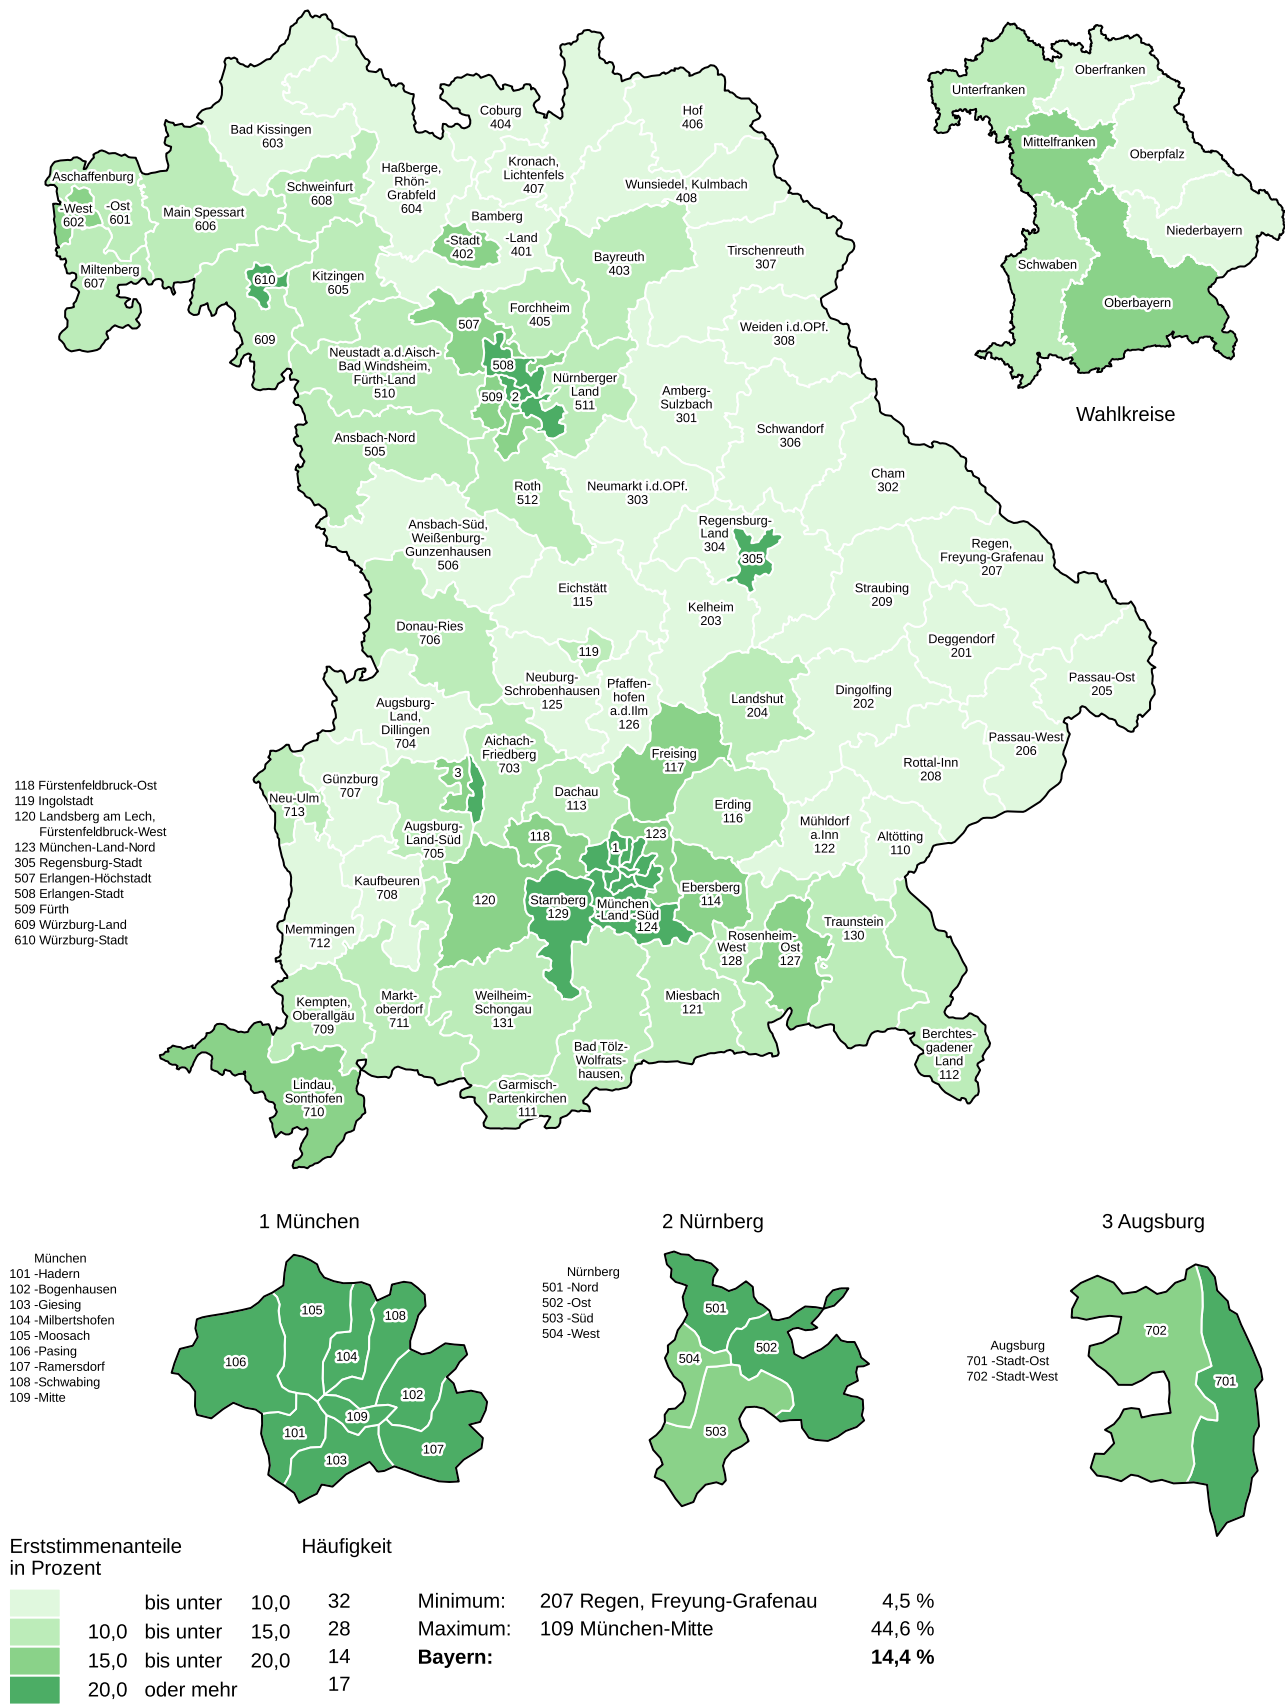 Bad Kissingen
603
Coburg
404
Hof
406
Haßberge,
Rhön-
Grabfeld
604
Kronach,
Lichtenfels
407
Wunsiedel, Kulmbach
408
Schweinfurt
608
Aschaffenburg
-West
602
-Ost
601
Main Spessart
606
Bamberg
-Stadt
402
-Land
401
Bayreuth
403
Tirschenreuth
307
Miltenberg
607
610
Kitzingen
605
Forchheim
405
507
Weiden i.d.OPf.
308
609
Neustadt a.d.Aisch-
Bad Windsheim,
Fürth-Land
510
508
509
2
Nürnberger
Land
511
Amberg-
Sulzbach
301
Schwandorf
306
Ansbach-Nord
505
Cham
302
Roth
512
Neumarkt i.d.OPf.
303
Ansbach-Süd,
Weißenburg-
Gunzenhausen
506
Regensburg-
Land
304
305
Regen,
Freyung-Grafenau
207
Eichstätt
115
Kelheim
203
Straubing
209
Donau-Ries
706
119
Deggendorf
201
Neuburg-
Schrobenhausen
125
Pfaffen-
hofen
a.d.Ilm
126
Landshut
204
Dingolfing
202
Passau-Ost
205
Augsburg-
Land,
Dillingen
704
Aichach-
Friedberg
703
Freising
117
Passau-West
206
Rottal-Inn
208
Günzburg
707
3
Neu-Ulm
713
Dachau
113
Erding
116
Augsburg-
Land-Süd
705
118
1
123
Mühldorf
a.Inn
122
Altötting
110
Kaufbeuren
708
120
Starnberg
129
München
-Land -Süd
124
Ebersberg
114
Memmingen
712
Rosenheim-
West
128
Ost
127
Traunstein
130
Kempten,
Oberallgäu
709
Markt-
oberdorf
711
Weilheim-
Schongau
131
Miesbach
121
Bad Tölz-
Wolfrats-
hausen,
Garmisch-
Partenkirchen
111
Berchtes-
gadener
Land
112
Lindau,
Sonthofen
710
118 Fürstenfeldbruck-Ost
119 Ingolstadt
120 Landsberg am Lech,
Fürstenfeldbruck-West
123 München-Land-Nord
305 Regensburg-Stadt
507 Erlangen-Höchstadt
508 Erlangen-Stadt
509 Fürth
609 Würzburg-Land
610 Würzburg-Stadt
Unterfranken
Oberfranken
Mittelfranken
Oberpfalz
Niederbayern
Schwaben
Oberbayern
Wahlkreise
1 München
München
101 -Hadern
102 -Bogenhausen
103 -Giesing
104 -Milbertshofen
105 -Moosach
106 -Pasing
107 -Ramersdorf
108 -Schwabing
109 -Mitte
105
108
106
104
102
109
101
103
107
2 Nürnberg
Nürnberg
501 -Nord
502 -Ost
503 -Süd
504 -West
501
502
504
503
3 Augsburg
Augsburg
701 -Stadt-Ost
702 -Stadt-West
702
701
Erststimmenanteile
in Prozent
Häufigkeit
bis unter 10,0 32
10,0 bis unter 15,0 28
15,0 bis unter 20,0 14
20,0 oder mehr 17
Minimum: 207 Regen, Freyung-Grafenau 4,5 %
Maximum: 109 München-Mitte 44,6 %
Bayern: 14,4 %